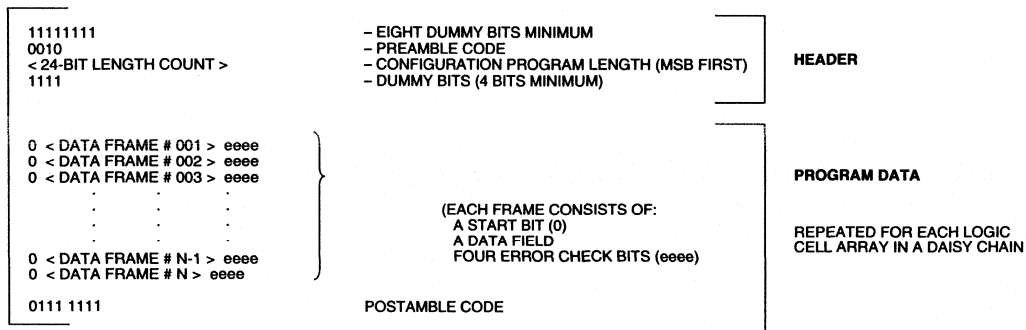 11111111 – EIGHT DUMMY BITS MINIMUM
0010 – PREAMBLE CODE
< 24-BIT LENGTH COUNT > – CONFIGURATION PROGRAM LENGTH (MSB FIRST)
1111 – DUMMY BITS (4 BITS MINIMUM)
HEADER
0 < DATA FRAME # 001 > eeee
0 < DATA FRAME # 002 > eeee
0 < DATA FRAME # 003 > eeee
. . .
. . .
. . .
. . .
0 < DATA FRAME # N-1 > eeee
0 < DATA FRAME # N > eeee
(EACH FRAME CONSISTS OF:
A START BIT (0)
A DATA FIELD
FOUR ERROR CHECK BITS (eeee)
PROGRAM DATA
REPEATED FOR EACH LOGIC
CELL ARRAY IN A DAISY CHAIN
0111 1111 POSTAMBLE CODE